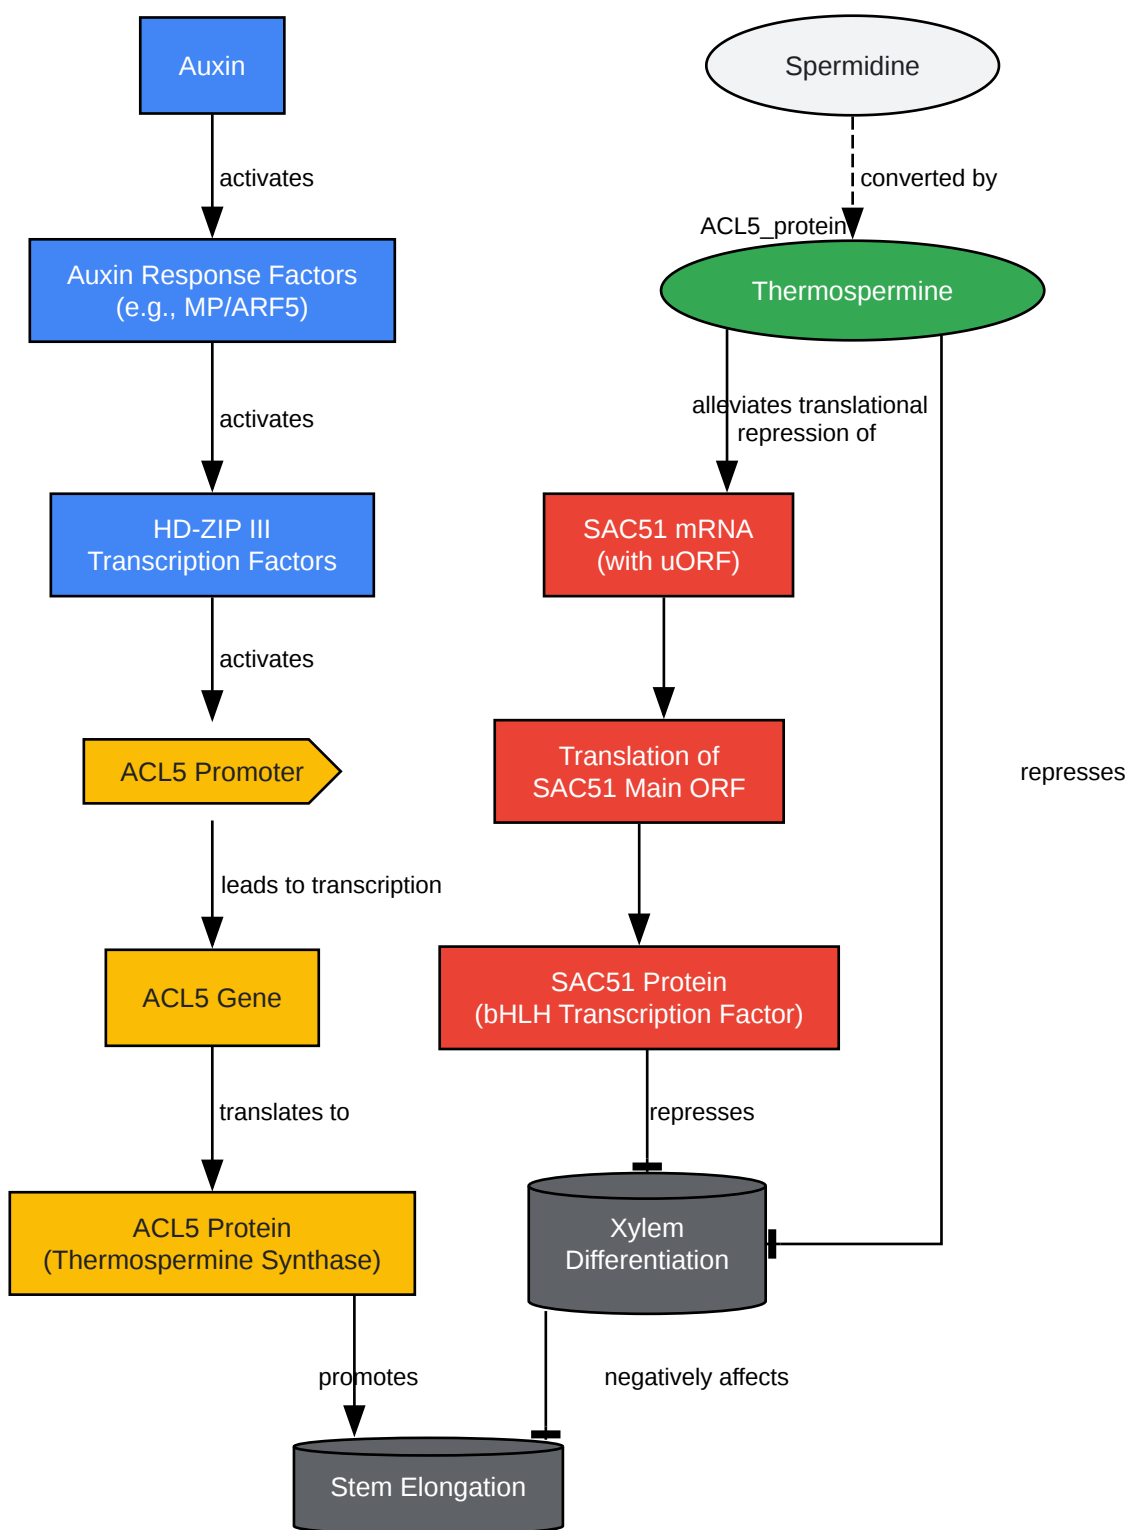 Auxin
Spermidine
activates
converted by
ACL5_protein
Auxin Response Factors
(e.g., MP/ARF5)
Thermospermine
activates
alleviates translational
repression of
HD-ZIP III
Transcription Factors
SAC51 mRNA
(with uORF)
activates
ACL5 Promoter
Translation of
SAC51 Main ORF
represses
leads to transcription
ACL5 Gene
SAC51 Protein
(bHLH Transcription Factor)
translates to
represses
ACL5 Protein
(Thermospermine Synthase)
Xylem
Differentiation
promotes
negatively affects
Stem Elongation